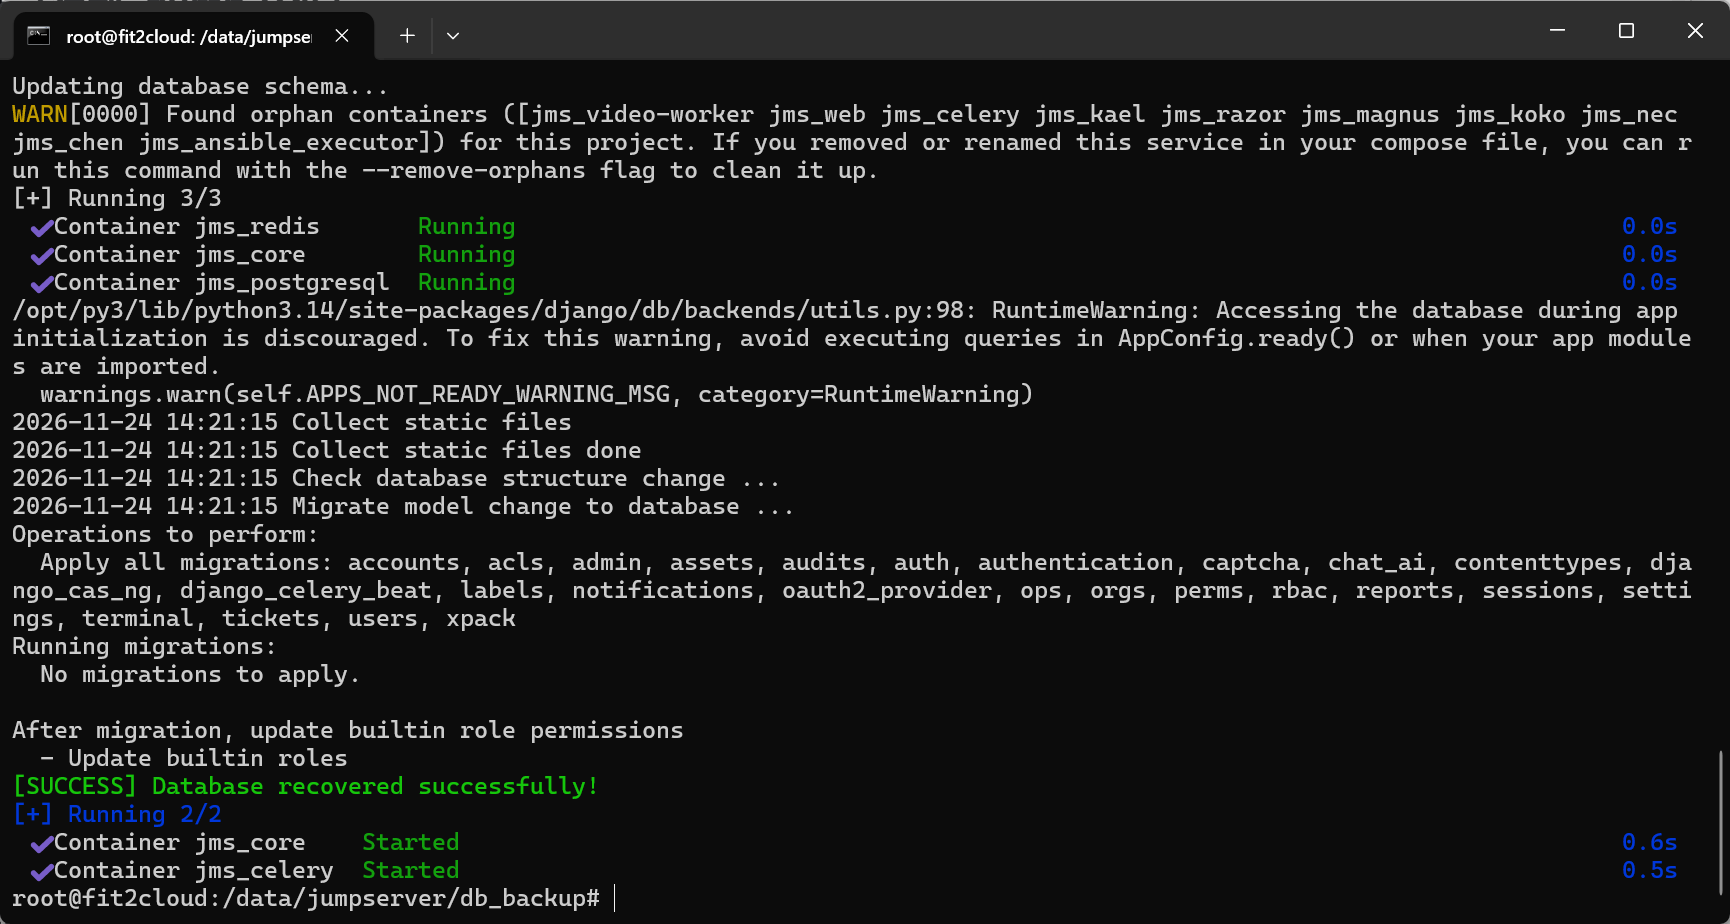 root@fit2cloud: /data/jumpse
Updating database schema...
WARN[0000] Found orphan containers ([jms_video-worker jms_web jms_celery jms_kael jms_razor jms_magnus jms_koko jms_nec
jms_chen jms_ansible_executor]) for this project. If you removed or renamed this service in your compose file, you can r
un this command with the --remove-orphans flag to clean it up.
[+] Running 3/3
✔Container jms_redis       Running       0.0s
✔Container jms_core        Running       0.0s
✔Container jms_postgresql  Running       0.0s
/opt/py3/lib/python3.14/site-packages/django/db/backends/utils.py:98: RuntimeWarning: Accessing the database during app
initialization is discouraged. To fix this warning, avoid executing queries in AppConfig.ready() or when your app module
s are imported.
  warnings.warn(self.APPS_NOT_READY_WARNING_MSG, category=RuntimeWarning)
2026-11-24 14:21:15 Collect static files
2026-11-24 14:21:15 Collect static files done
2026-11-24 14:21:15 Check database structure change ...
2026-11-24 14:21:15 Migrate model change to database ...
Operations to perform:
  Apply all migrations: accounts, acls, admin, assets, audits, auth, authentication, captcha, chat_ai, contenttypes, dja
ngo_cas_ng, django_celery_beat, labels, notifications, oauth2_provider, ops, orgs, perms, rbac, reports, sessions, setti
ngs, terminal, tickets, users, xpack
Running migrations:
  No migrations to apply.
After migration, update builtin role permissions
  - Update builtin roles
[SUCCESS] Database recovered successfully!
[+] Running 2/2
✔Container jms_core    Started       0.6s
✔Container jms_celery  Started       0.5s
root@fit2cloud:/data/jumpserver/db_backup#